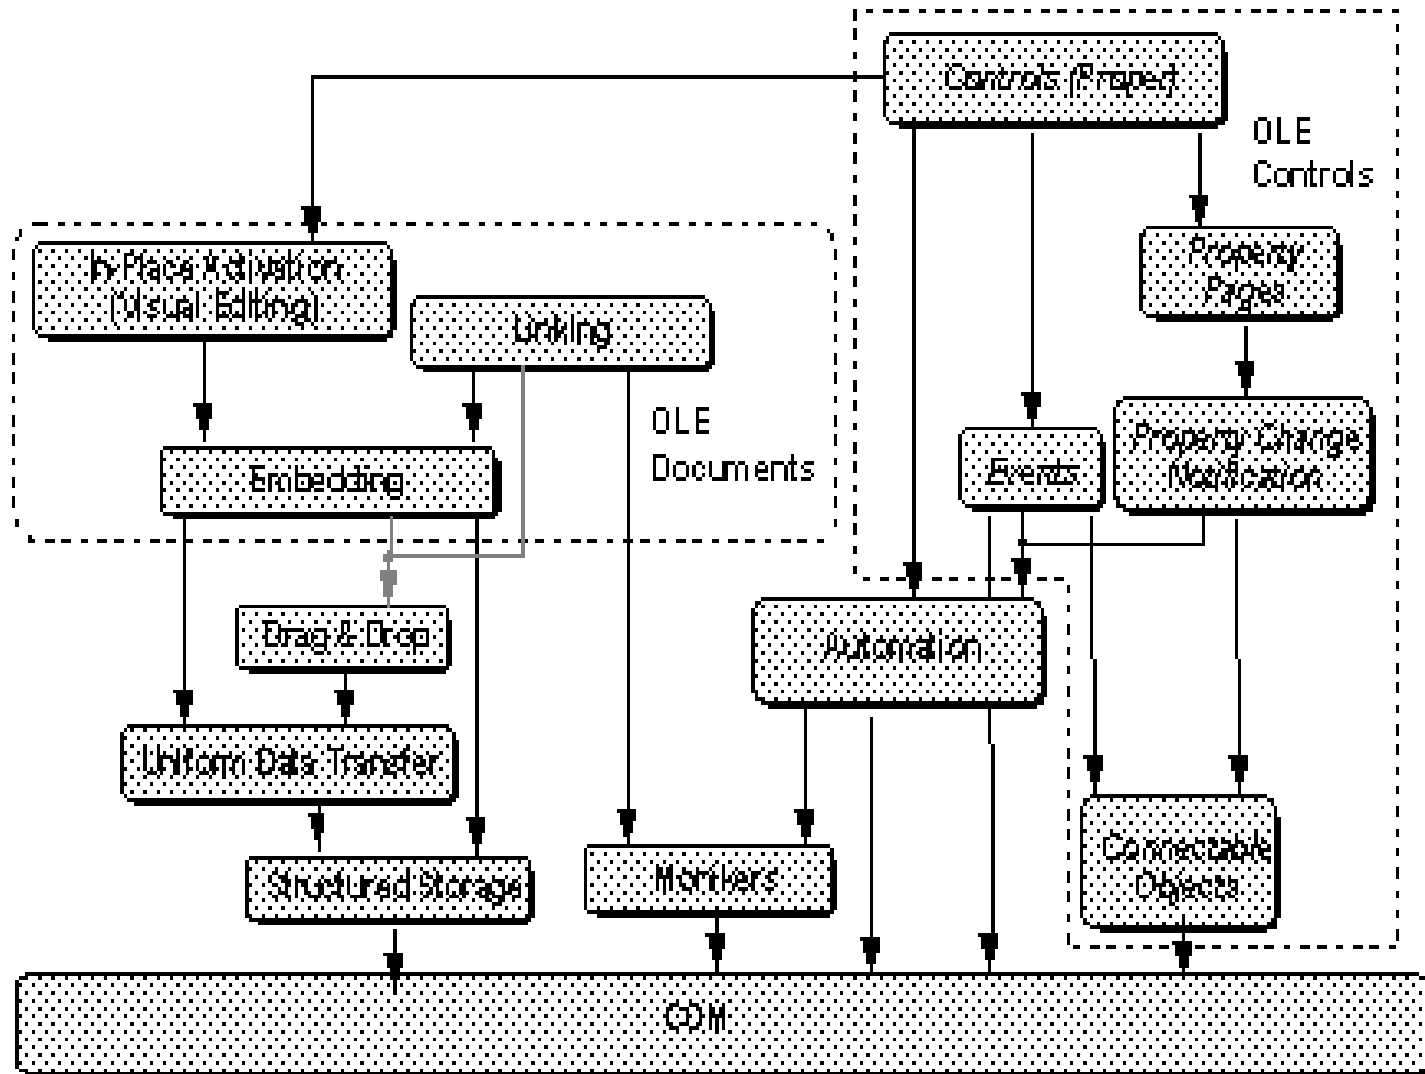 Controls (Proper)
OLE
Controls
In-Place Activation
(Visual Editing)
Property
Pages
Linking
OLE
Documents
Property Change
Notification
Events
Embedding
Drag & Drop
Automation
Uniform Data Transfer
Structured Storage
Monikers
Connectable
Objects
COM